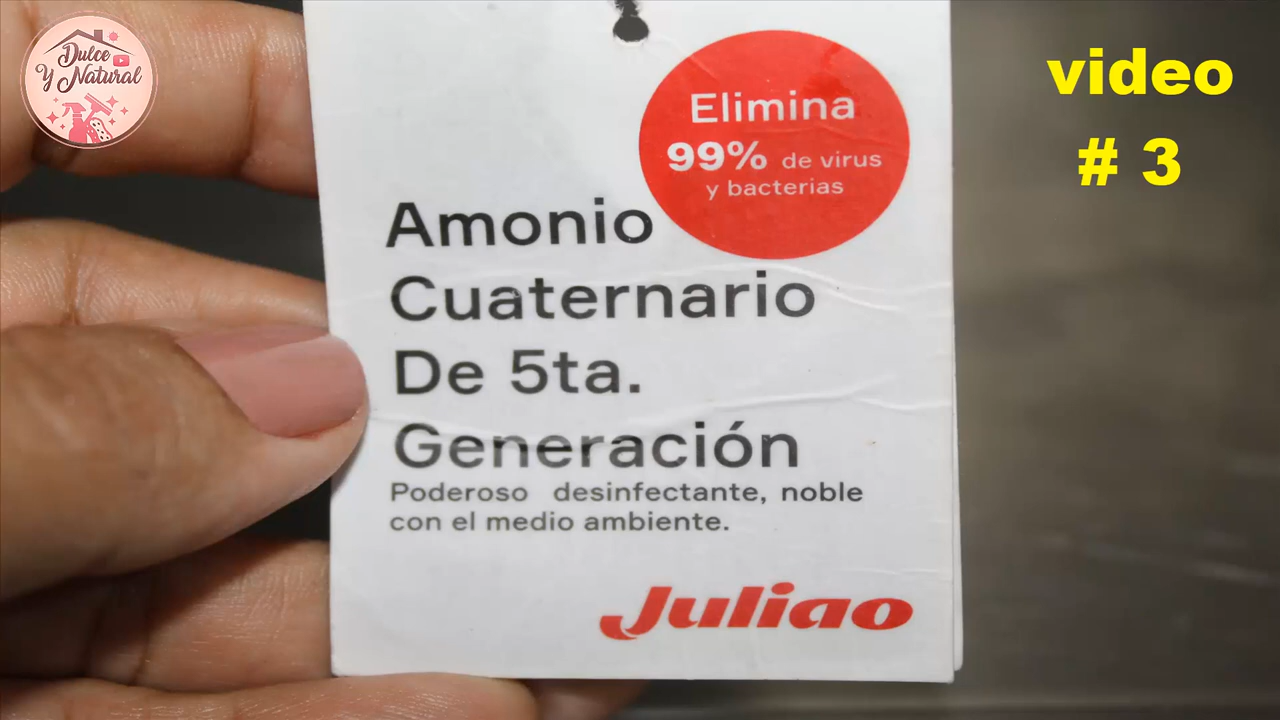 Dulce
Y Natural
video
# 3
Elimina
99% de virus
y bacterias
Amonio
Cuaternario
De 5ta.
Generación
Poderoso desinfectante, noble
con el medio ambiente.
Juliao